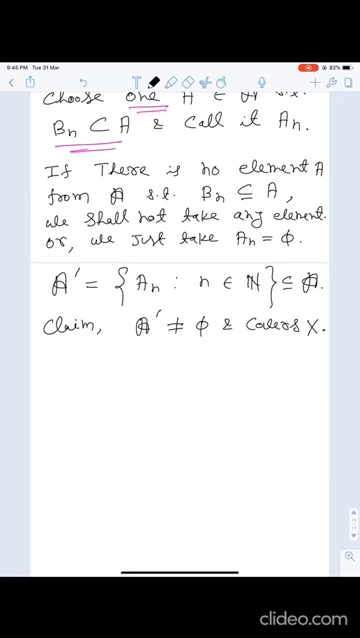 9:45 PM Tue 31 Mar
82%
Choose one A ∈ 𝔸 s.t.
Bn ⊂ A & call it An.
If There is no element A
from 𝔸 s.t. Bn ⊆ A,
we shall not take any element.
or, we just take An = ϕ.
𝔸' = { An : n ∈ ℕ } ⊆ 𝔸.
Claim, 𝔸' ≠ ϕ & Covers X.
clideo.com